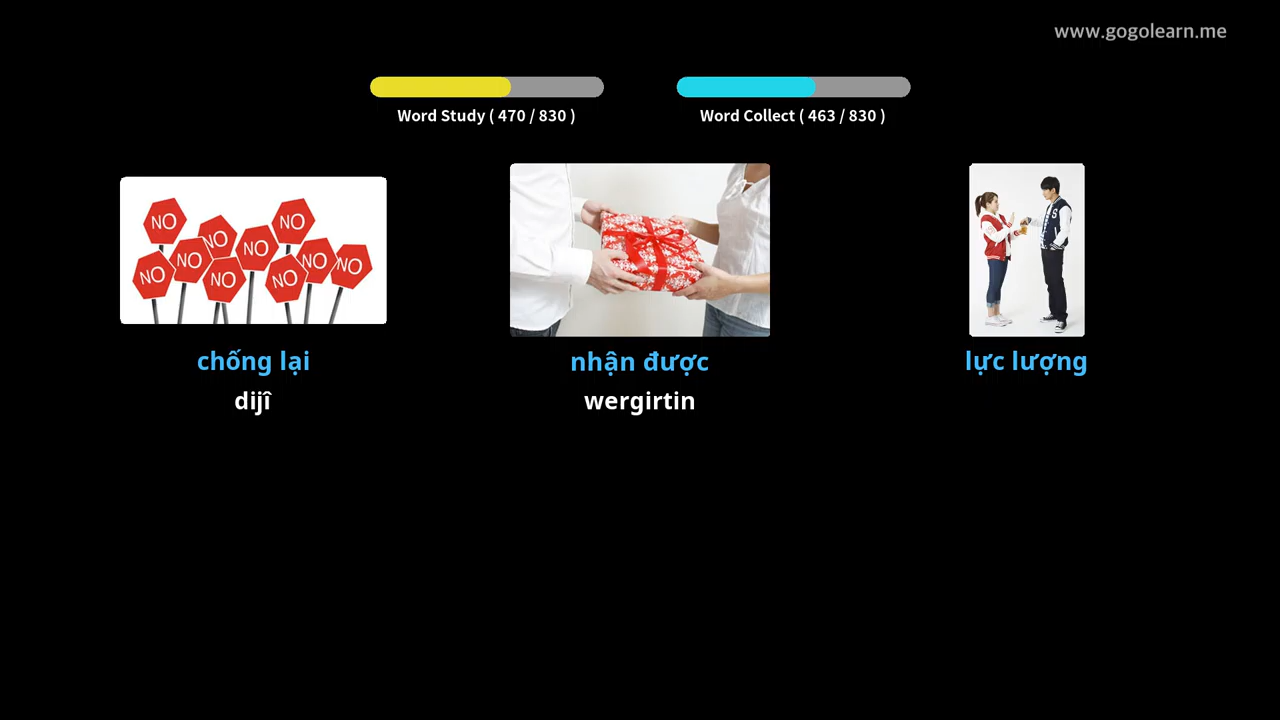 www.gogolearn.me
Word Study ( 470 / 830 )
Word Collect ( 463 / 830 )
NO
NO
NO
NO
NO
NO
NO
NO
NO
NO
S
chống lại
nhận được
lực lượng
dijî
wergirtin